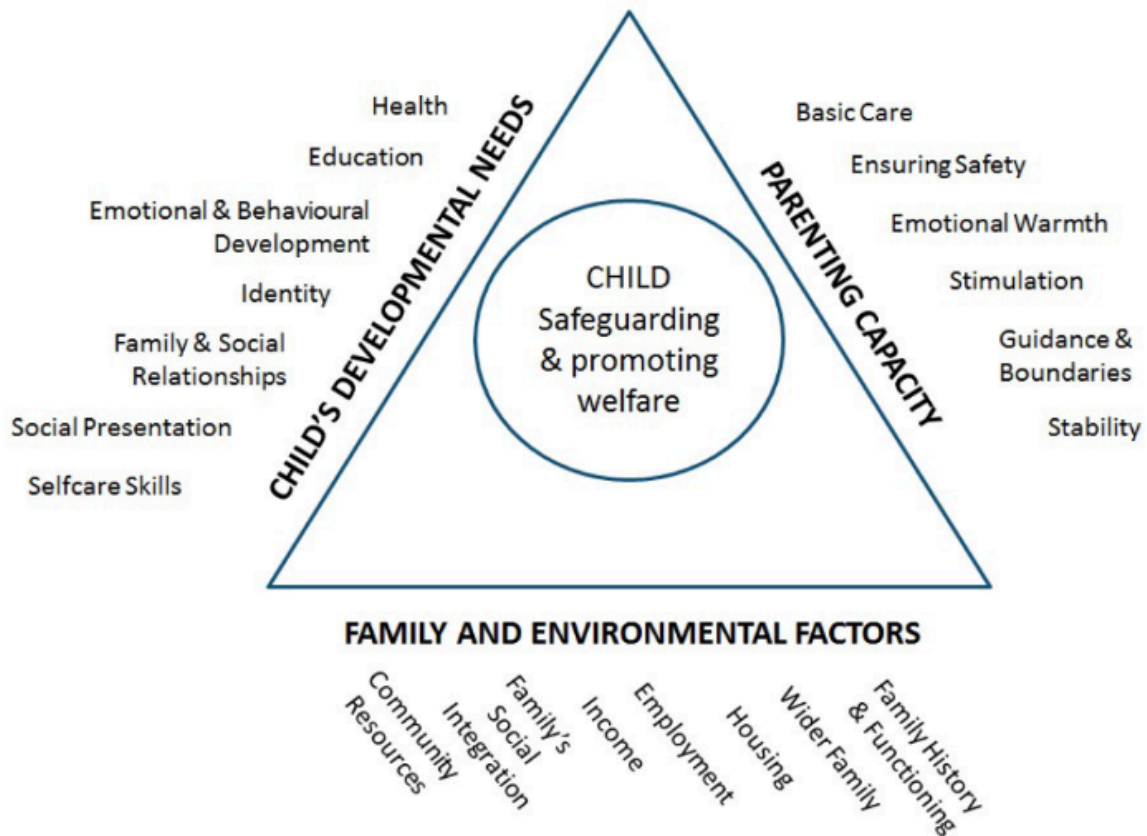 Health
Education
Emotional & Behavioural
Development
Identity
Family & Social
Relationships
Social Presentation
Selfcare Skills
CHILD'S DEVELOPMENTAL NEEDS
CHILD
Safeguarding
& promoting
welfare
PARENTING CAPACITY
Basic Care
Ensuring Safety
Emotional Warmth
Stimulation
Guidance &
Boundaries
Stability
FAMILY AND ENVIRONMENTAL FACTORS
Community
Resources
Family's
Social
Integration
Income
Employment
Housing
Wider Family
Family History
& Functioning